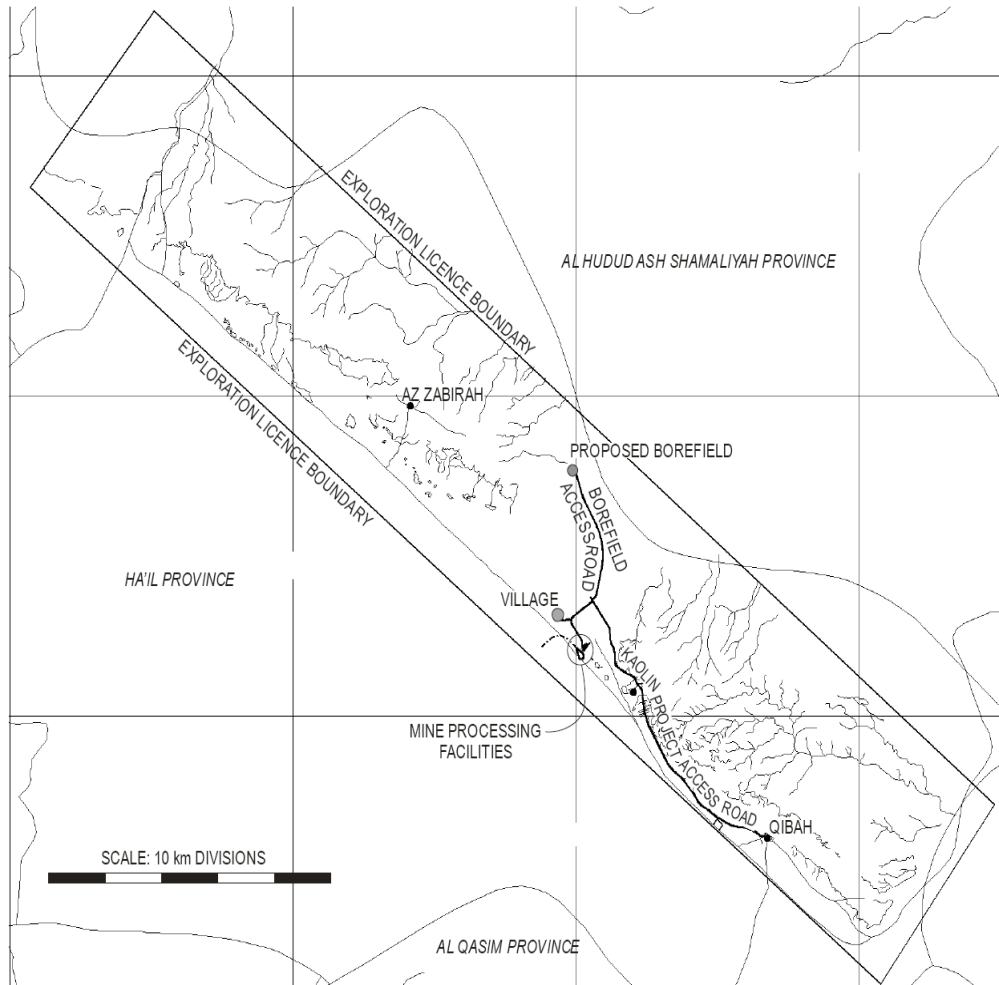 EXPLORATION LICENCE BOUNDARY
AL HUDUD ASH SHAMALIYAH PROVINCE
EXPLORATION LICENCE BOUNDARY
AZ ZABIRAH
PROPOSED BOREFIELD
BOREFIELD
ACCESS ROAD
HA'IL PROVINCE
VILLAGE
KAOLIN PROJECT ACCESS ROAD
MINE PROCESSING
FACILITIES
QIBAH
SCALE: 10 km DIVISIONS
AL QASIM PROVINCE